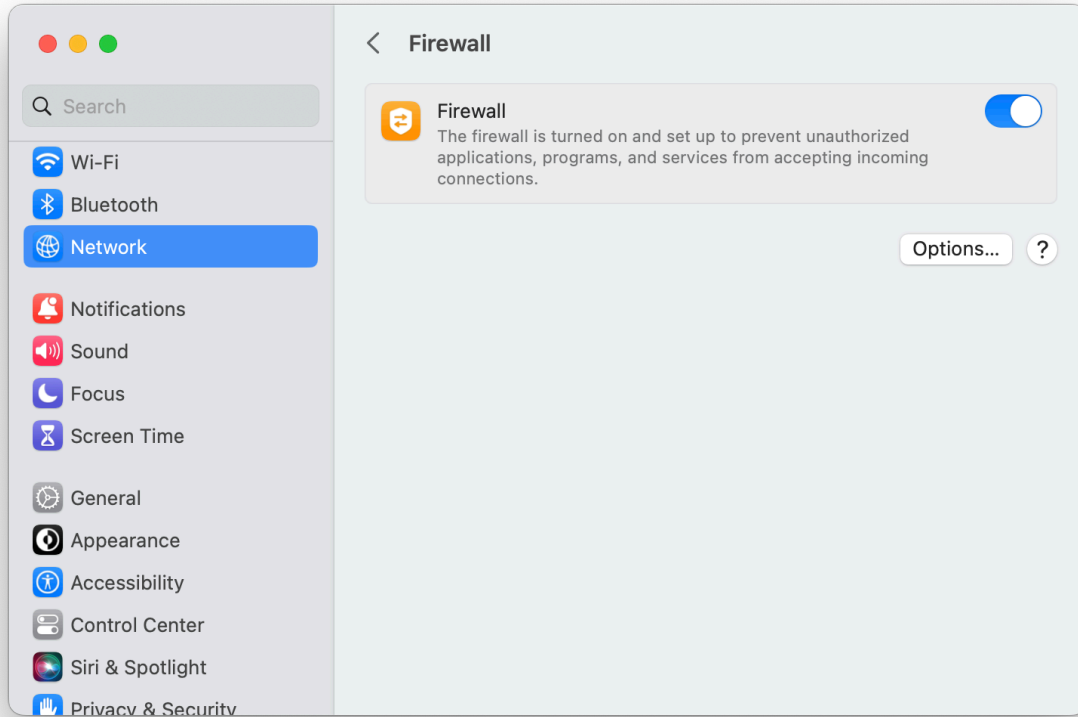 Firewall
Search
Firewall
The firewall is turned on and set up to prevent unauthorized
applications, programs, and services from accepting incoming
connections.
Options...
?
Wi-Fi
Bluetooth
Network
Notifications
Sound
Focus
Screen Time
General
Appearance
Accessibility
Control Center
Siri & Spotlight
Privacy & Security